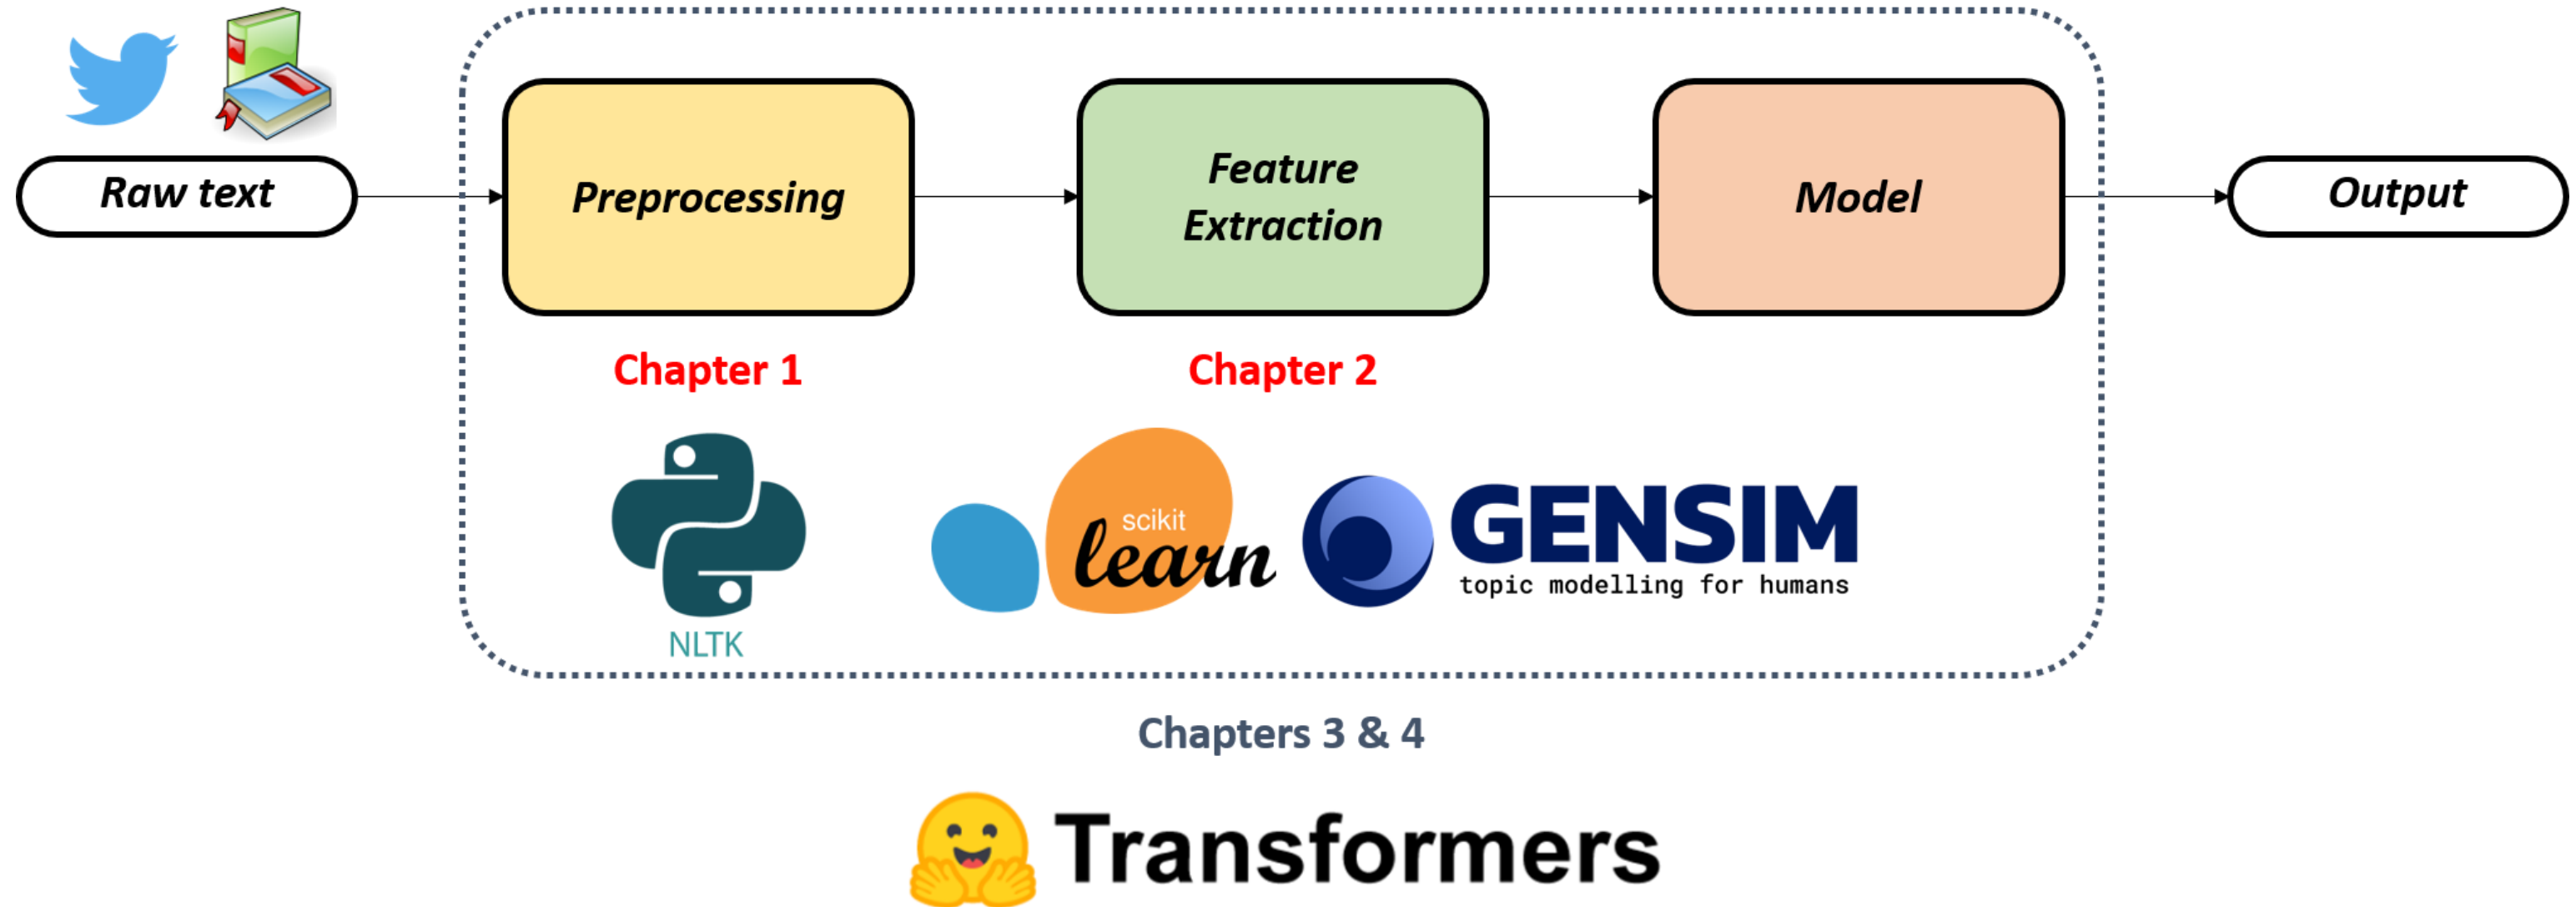 Raw text
Preprocessing
Feature
Extraction
Model
Output
Chapter 1
Chapter 2
NLTK
scikit
learn
GENSIM
topic modelling for humans
Chapters 3 & 4
Transformers